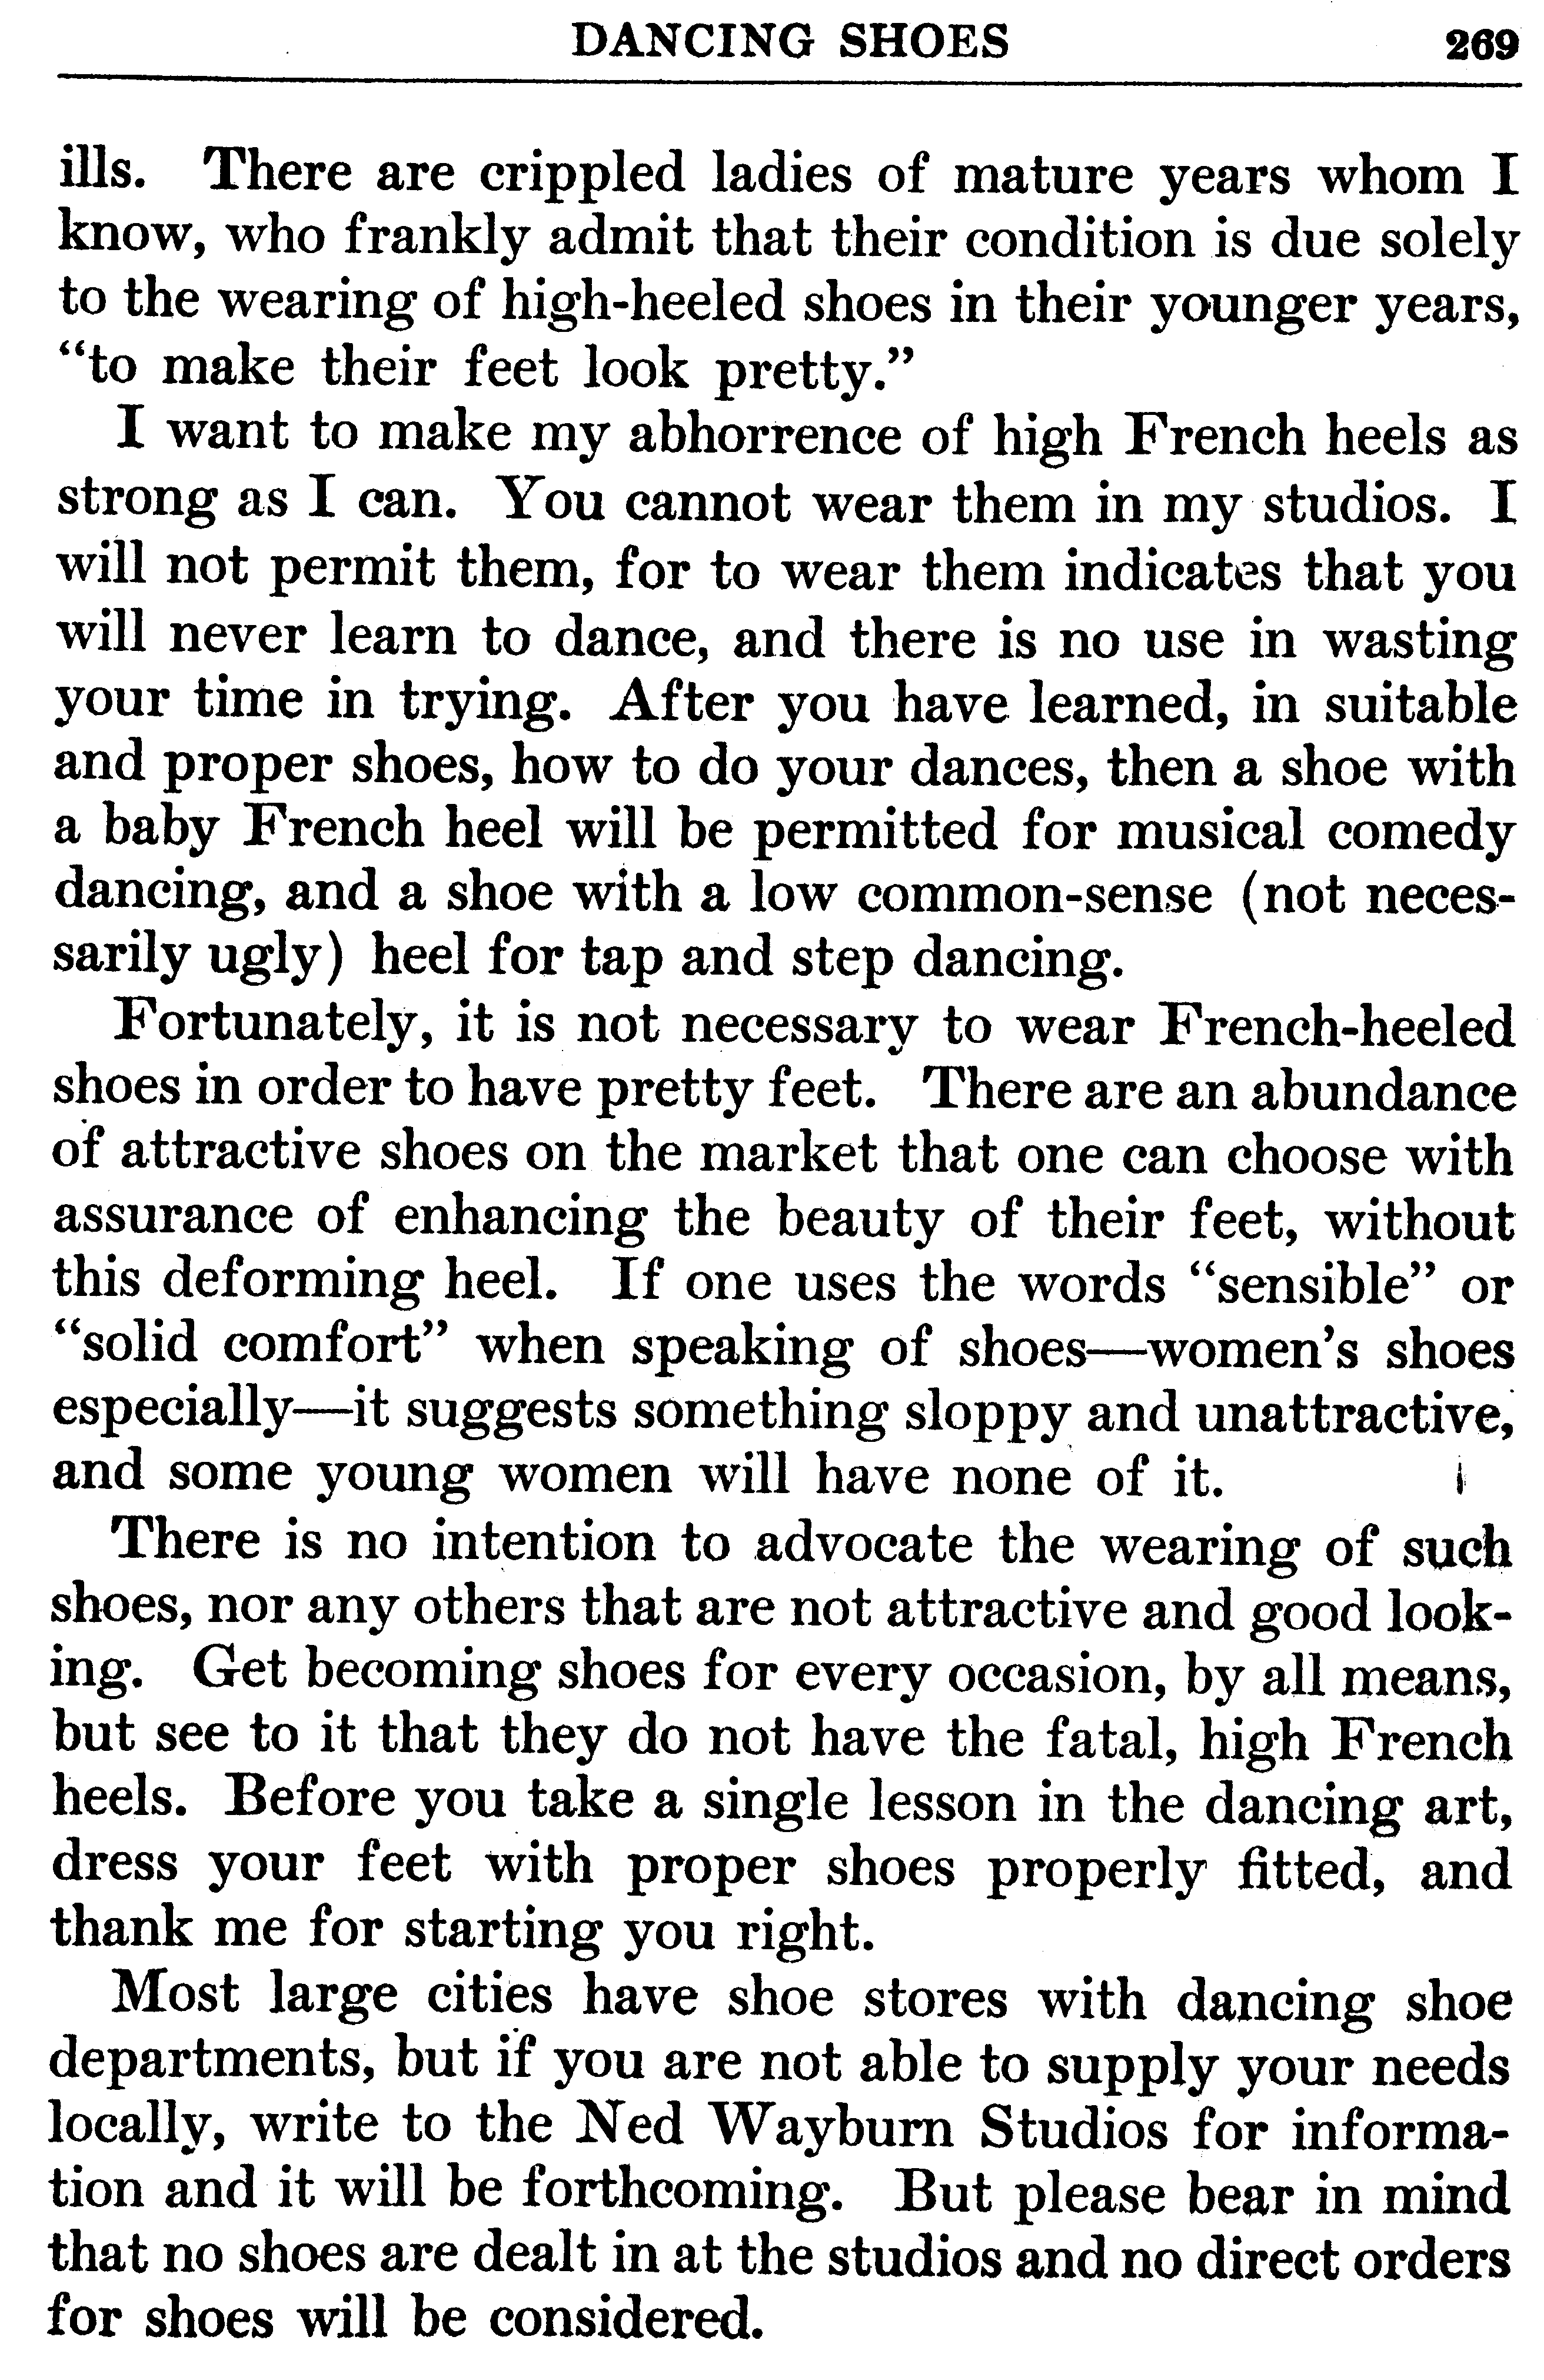 DANCING SHOES 269
ills. There are crippled ladies of mature years whom I
know, who frankly admit that their condition is due solely
to the wearing of high-heeled shoes in their younger years,
“to make their feet look pretty.”
I want to make my abhorrence of high French heels as
strong as I can. You cannot wear them in my studios. I
will not permit them, for to wear them indicates that you
will never learn to dance, and there is no use in wasting
your time in trying. After you have learned, in suitable
and proper shoes, how to do your dances, then a shoe with
a baby French heel will be permitted for musical comedy
dancing, and a shoe with a low common-sense (not neces-
sarily ugly) heel for tap and step dancing.
Fortunately, it is not necessary to wear French-heeled
shoes in order to have pretty feet. There are an abundance
of attractive shoes on the market that one can choose with
assurance of enhancing the beauty of their feet, without
this deforming heel. If one uses the words “sensible” or
“solid comfort” when speaking of shoes—women’s shoes
especially—it suggests something sloppy and unattractive,
and some young women will have none of it.
There is no intention to advocate the wearing of such
shoes, nor any others that are not attractive and good look-
ing. Get becoming shoes for every occasion, by all means,
but see to it that they do not have the fatal, high French
heels. Before you take a single lesson in the dancing art,
dress your feet with proper shoes properly fitted, and
thank me for starting you right.
Most large cities have shoe stores with dancing shoe
departments, but if you are not able to supply your needs
locally, write to the Ned Wayburn Studios for informa-
tion and it will be forthcoming. But please bear in mind
that no shoes are dealt in at the studios and no direct orders
for shoes will be considered.